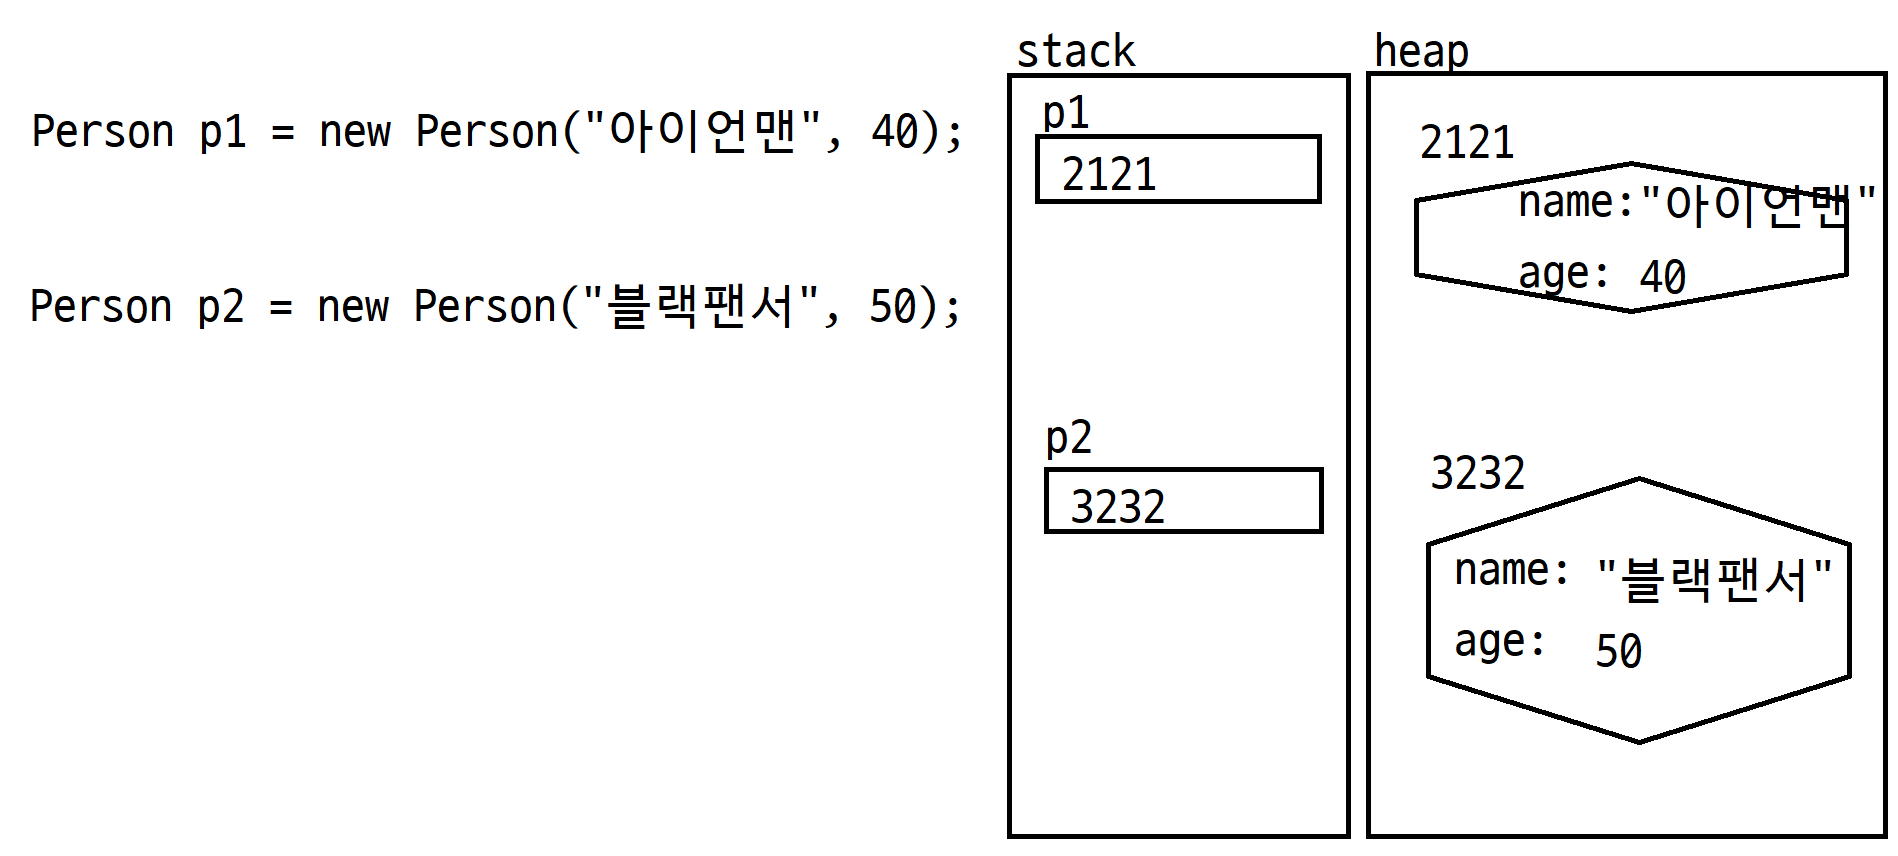 Person p1 = new Person("아이언맨", 40);
Person p2 = new Person("블랙팬서", 50);
stack
p1
2121
p2
3232
heap
2121
name:"아이언맨"
age: 40
3232
name: "블랙팬서"
age: 50